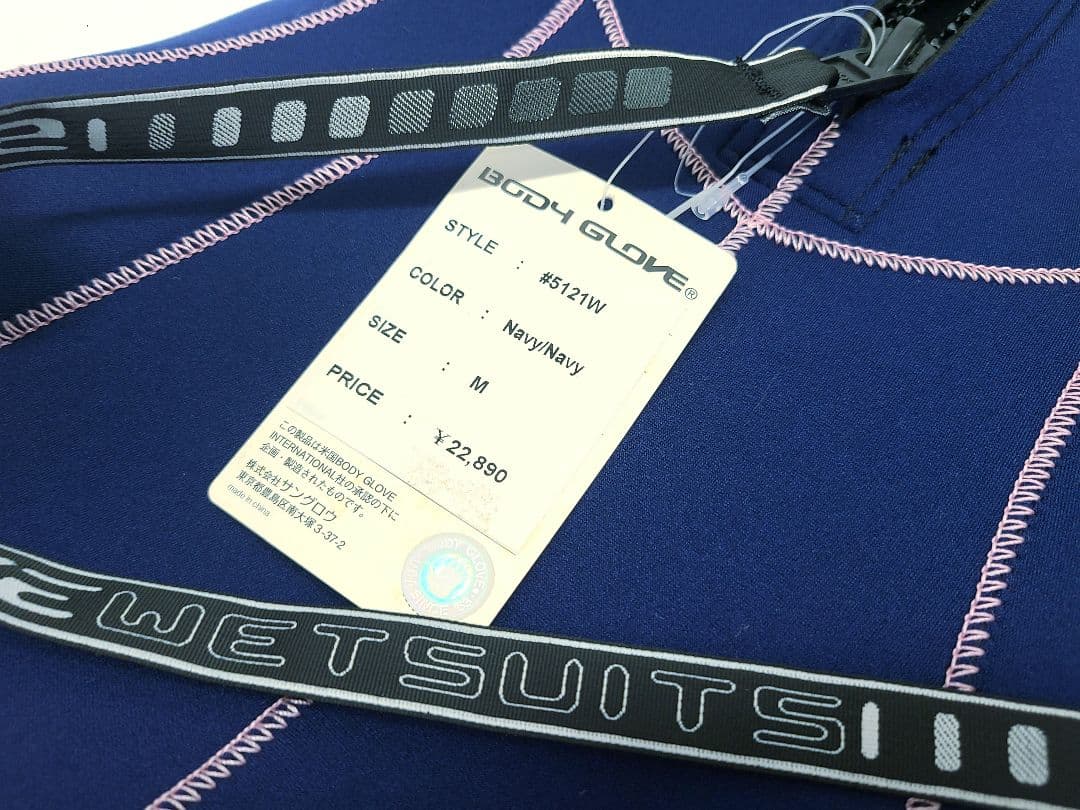 BODY GLOVE®
STYLE : #5121W
COLOR : Navy/Navy
SIZE : M
PRICE : ¥22,890
この製品は米国BODY GLOVE
INTERNATIONAL社の承認の下に
企画・製造されたものです。
株式会社サングロウ
東京都豊島区南大塚3-37-2
made in china
BODY GLOVE
WETSUITS